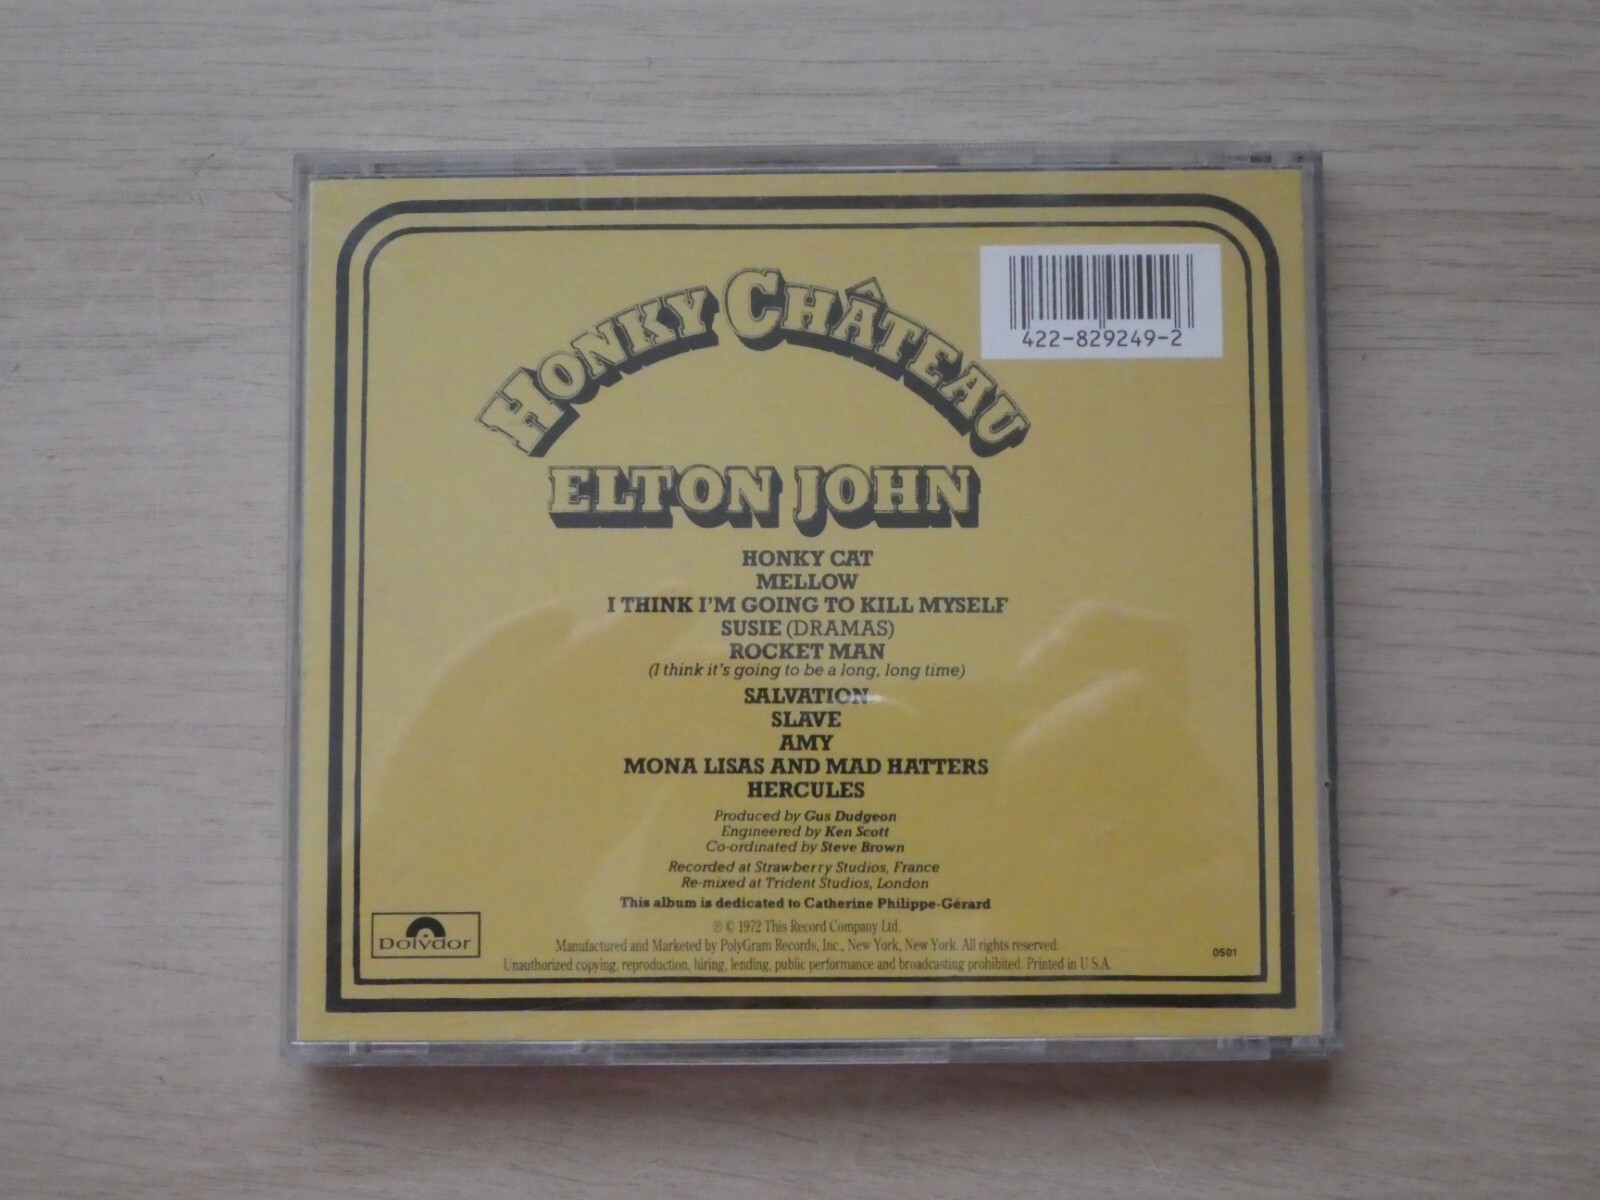 HONKY CHÂTEAU
422-829249-2
ELTON JOHN
HONKY CAT
MELLOW
I THINK I'M GOING TO KILL MYSELF
SUSIE (DRAMAS)
ROCKET MAN
(I think it's going to be a long, long time)
SALVATION
SLAVE
AMY
MONA LISAS AND MAD HATTERS
HERCULES
Produced by Gus Dudgeon
Engineered by Ken Scott
Co-ordinated by Steve Brown
Recorded at Strawberry Studios, France
Re-mixed at Trident Studios, London
This album is dedicated to Catherine Philippe-Gérard
℗ © 1972 This Record Company Ltd.
Manufactured and Marketed by PolyGram Records, Inc., New York, New York. All rights reserved.
Unauthorized copying, reproduction, hiring, lending, public performance and broadcasting prohibited. Printed in U.S.A.
Polydor
0501